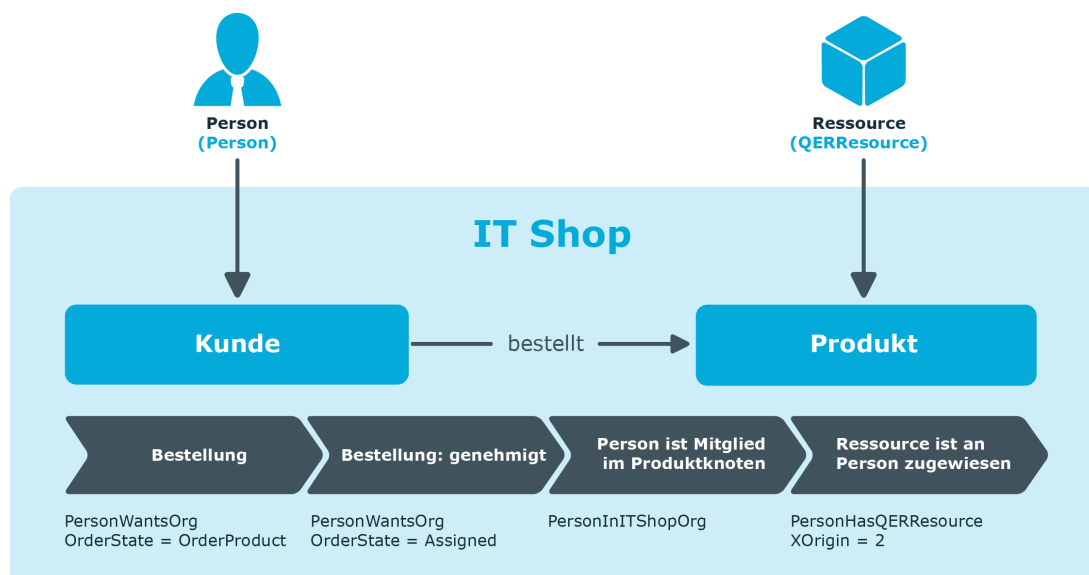 Person
(Person)
Ressource
(QERResource)
IT Shop
Kunde
bestellt
Produkt
Bestellung
Bestellung: genehmigt
Person ist Mitglied
im Produktknoten
Ressource ist an
Person zugewiesen
PersonWantsOrg
OrderState = OrderProduct
PersonWantsOrg
OrderState = Assigned
PersonInITShopOrg
PersonHasQERResource
XOrigin = 2